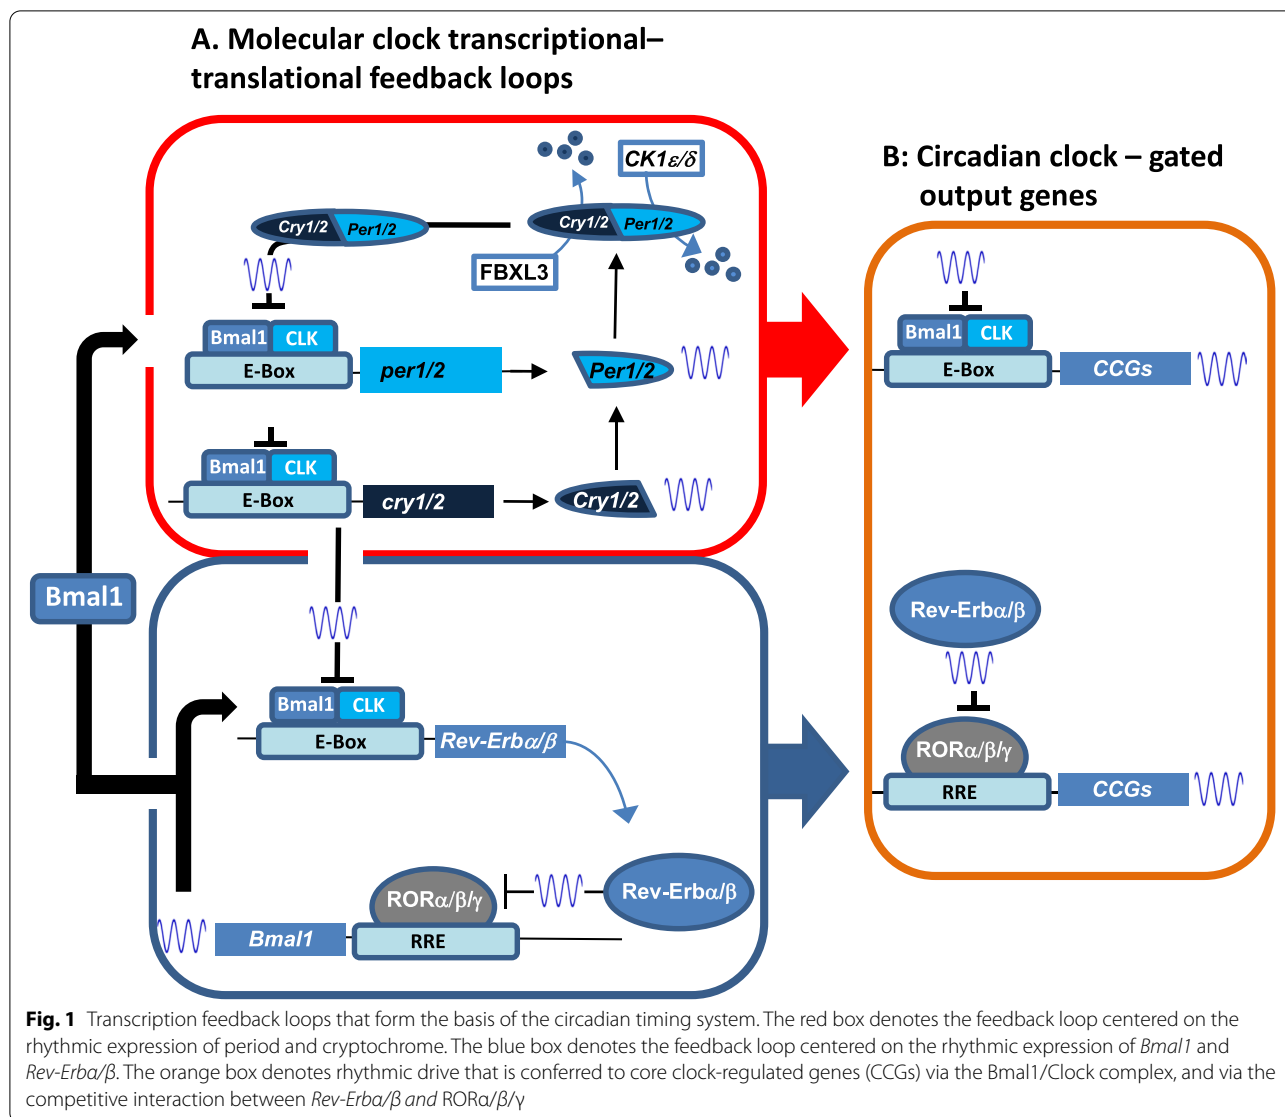 A. Molecular clock transcriptional–
translational feedback loops
CK1ε/δ
Cry1/2 Per1/2
Cry1/2 Per1/2
FBXL3
Bmal1 CLK
E-Box
per1/2
Per1/2
Bmal1 CLK
E-Box
cry1/2
Cry1/2
Bmal1
Bmal1 CLK
E-Box
Rev-Erbα/β
RORα/β/γ
Rev-Erbα/β
Bmal1
RRE
B: Circadian clock – gated
output genes
Bmal1 CLK
E-Box
CCGs
Rev-Erbα/β
RORα/β/γ
RRE
CCGs
Fig. 1 Transcription feedback loops that form the basis of the circadian timing system. The red box denotes the feedback loop centered on the
rhythmic expression of period and cryptochrome. The blue box denotes the feedback loop centered on the rhythmic expression of Bmal1 and
Rev-Erba/β. The orange box denotes rhythmic drive that is conferred to core clock-regulated genes (CCGs) via the Bmal1/Clock complex, and via the
competitive interaction between Rev-Erba/β and RORα/β/γ